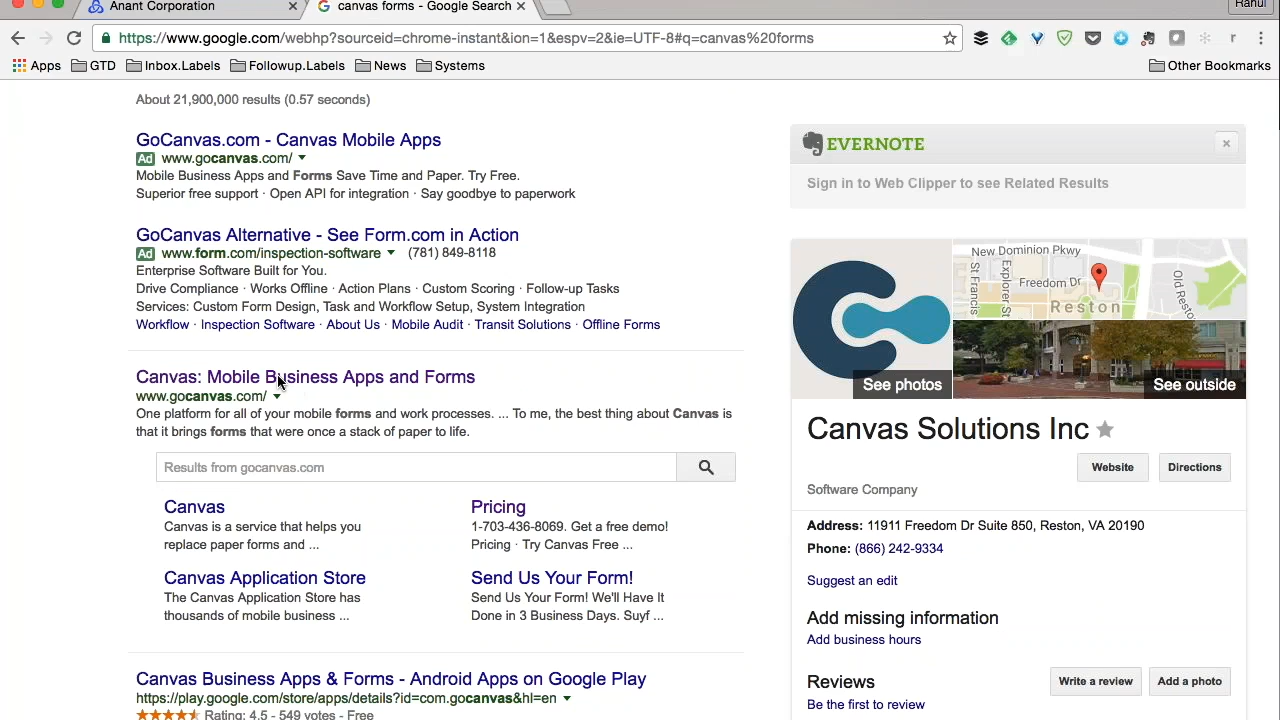 Anant Corporation
canvas forms - Google Search
Rahul
https://www.google.com/webhp?sourceid=chrome-instant&ion=1&espv=2&ie=UTF-8#q=canvas%20forms
Apps GTD Inbox.Labels Followup.Labels News Systems Other Bookmarks
About 21,900,000 results (0.57 seconds)
GoCanvas.com - Canvas Mobile Apps
Ad www.gocanvas.com/
Mobile Business Apps and Forms Save Time and Paper. Try Free.
Superior free support · Open API for integration · Say goodbye to paperwork
GoCanvas Alternative - See Form.com in Action
Ad www.form.com/inspection-software (781) 849-8118
Enterprise Software Built for You.
Drive Compliance · Works Offline · Action Plans · Custom Scoring · Follow-up Tasks
Services: Custom Form Design, Task and Workflow Setup, System Integration
Workflow · Inspection Software · About Us · Mobile Audit · Transit Solutions · Offline Forms
Canvas: Mobile Business Apps and Forms
www.gocanvas.com/
One platform for all of your mobile forms and work processes. ... To me, the best thing about Canvas is
that it brings forms that were once a stack of paper to life.
Results from gocanvas.com
Canvas
Canvas is a service that helps you
replace paper forms and ...
Pricing
1-703-436-8069. Get a free demo!
Pricing · Try Canvas Free ...
Canvas Application Store
The Canvas Application Store has
thousands of mobile business ...
Send Us Your Form!
Send Us Your Form! We'll Have It
Done in 3 Business Days. Suyf ...
Canvas Business Apps & Forms - Android Apps on Google Play
https://play.google.com/store/apps/details?id=com.gocanvas&hl=en
Rating: 4.5 - 549 votes - Free
EVERNOTE
Sign in to Web Clipper to see Related Results
New Dominion Pkwy
St Francis
Explorer St
Freedom Dr
Old Resto
Reston
See photos
See outside
Canvas Solutions Inc
Website
Directions
Software Company
Address: 11911 Freedom Dr Suite 850, Reston, VA 20190
Phone: (866) 242-9334
Suggest an edit
Add missing information
Add business hours
Reviews
Write a review
Add a photo
Be the first to review